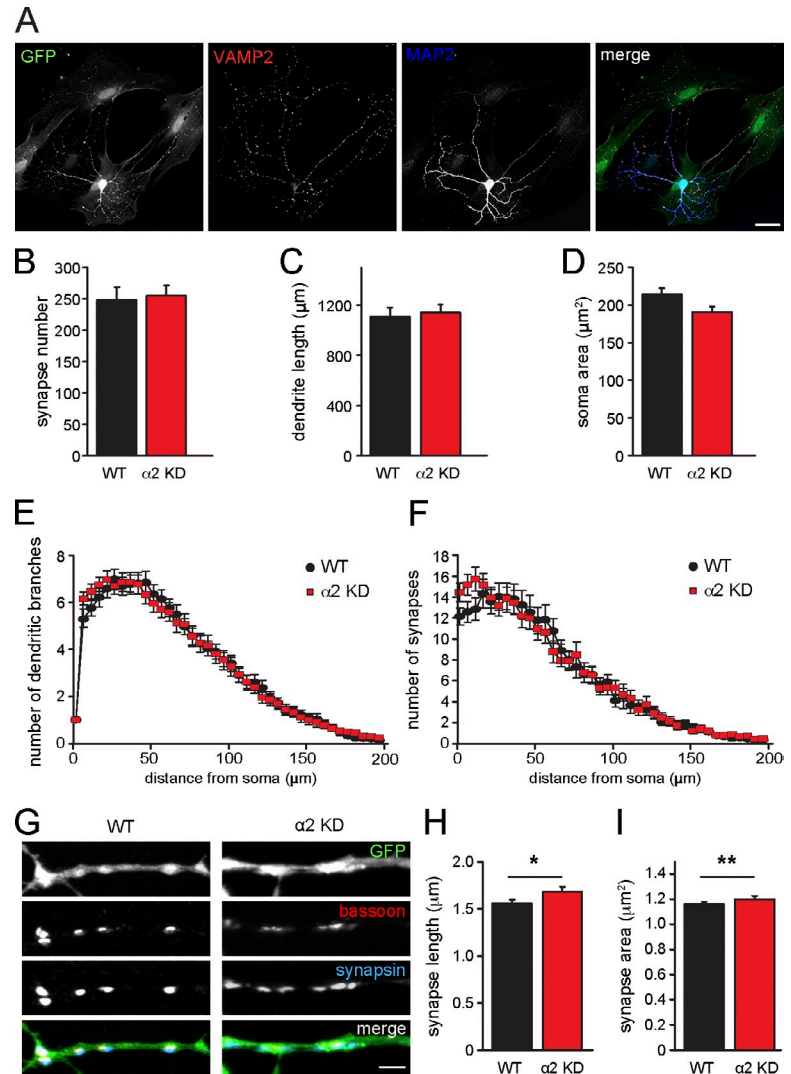 A
GFP
VAMP2
MAP2
merge
B
synapse number
300
250
200
150
100
50
0
WT α2 KD
C
dendrite length (μm)
1200
800
400
0
WT α2 KD
D
soma area (μm²)
250
200
150
100
50
0
WT α2 KD
E
number of dendritic branches
8
6
4
2
0
0 50 100 150 200
distance from soma (μm)
WT
α2 KD
F
number of synapses
18
16
14
12
10
8
6
4
2
0
0 50 100 150 200
distance from soma (μm)
WT
α2 KD
G
WT α2 KD
GFP
bassoon
synapsin
merge
H
synapse length (μm)
2.0
1.5
1.0
0.5
0
*
WT α2 KD
I
synapse area (μm²)
1.4
1.2
1
0.8
0.6
0.4
0.2
0
**
WT α2 KD